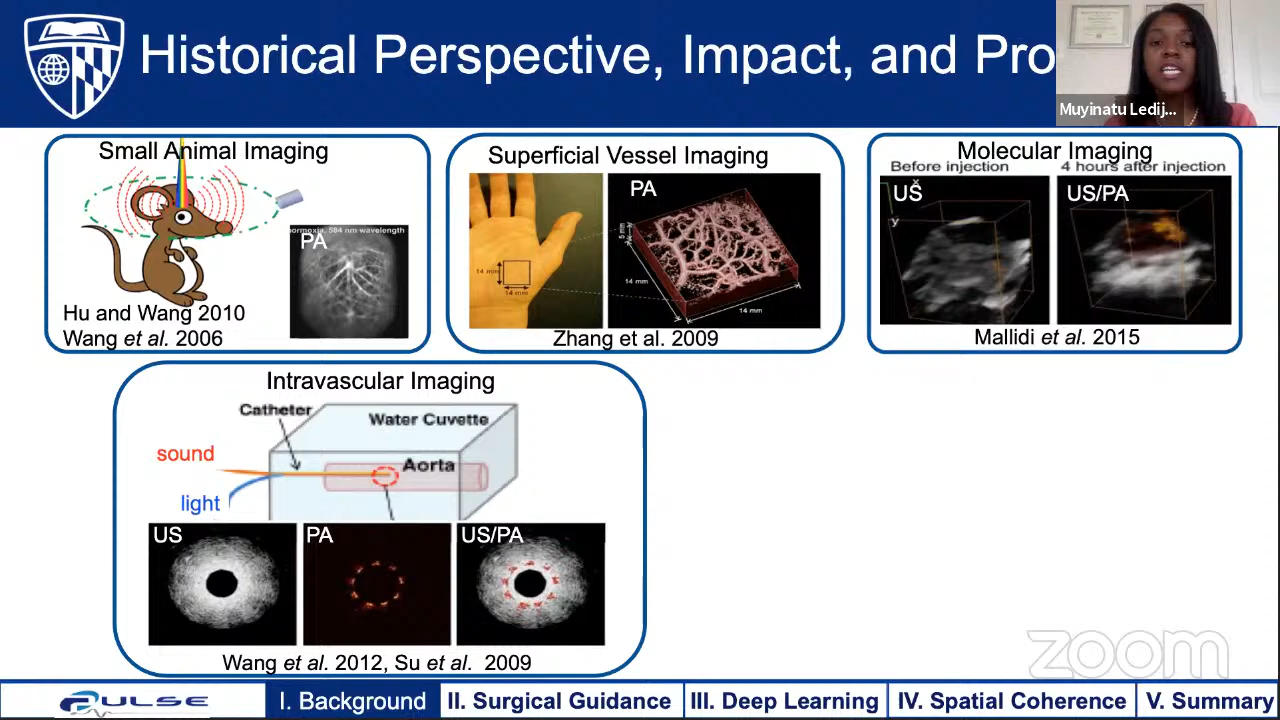 Historical Perspective, Impact, and Pro
Muyinatu Ledij...
Small Animal Imaging
normoxia, 584 nm wavelength
PA
Hu and Wang 2010
Wang et al. 2006
Superficial Vessel Imaging
14 mm
14 mm
PA
5 mm
14 mm
14 mm
Zhang et al. 2009
Molecular Imaging
Before injection
4 hours after injection
US
y
US/PA
Mallidi et al. 2015
Intravascular Imaging
Catheter
Water Cuvette
sound
Aorta
light
US
PA
US/PA
Wang et al. 2012, Su et al. 2009
zoom
PULSE
I. Background
II. Surgical Guidance
III. Deep Learning
IV. Spatial Coherence
V. Summary